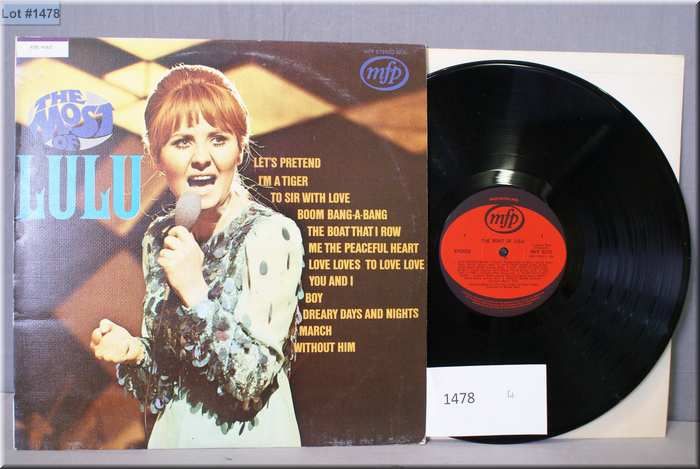 Lot #1478
mfp
THE
MOST
OF
LULU
LET'S PRETEND
I'M A TIGER
TO SIR WITH LOVE
BOOM BANG-A-BANG
THE BOAT THAT I ROW
ME THE PEACEFUL HEART
LOVE LOVES TO LOVE LOVE
YOU AND I
BOY
DREARY DAYS AND NIGHTS
MARCH
WITHOUT HIM
mfp
THE MOST OF LULU
1478